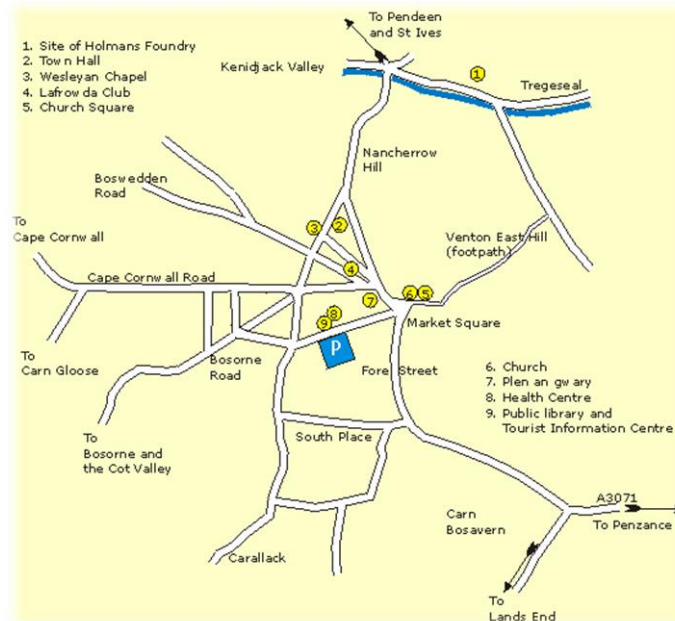 To Pendeen
and St Ives
1. Site of Holmans Foundry
2. Town Hall
3. Wesleyan Chapel
4. Lafrowda Club
5. Church Square
Kenidjack Valley
1
Tregeseal
Nancherrow
Hill
Boswedden
Road
3
2
To
Cape Cornwall
Venton East Hill
(footpath)
4
Cape Cornwall Road
7
6
5
8
9
Market Square
P
To
Carn Gloose
Bosorne
Road
Fore Street
6. Church
7. Plen an gwary
8. Health Centre
9. Public library and
Tourist Information Centre
South Place
To
Bosorne and
the Cot Valley
A3071
Carn
Bosavern
To Penzance
Carallack
To
Lands End